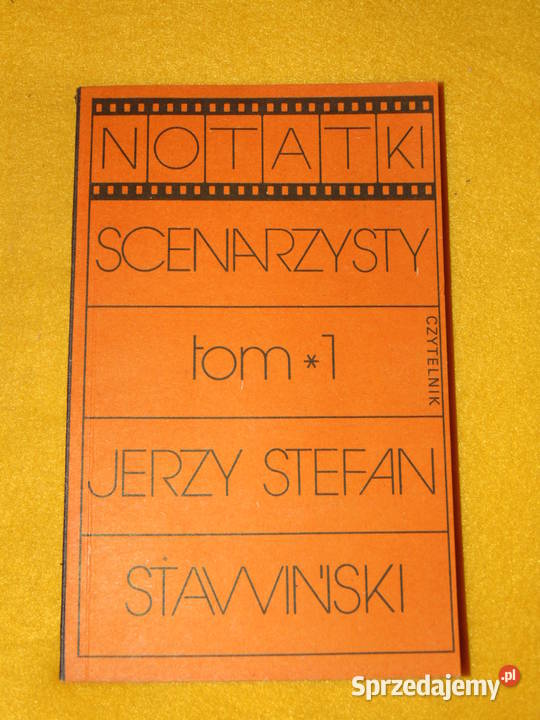 NOTATKI
SCENARZYSTY
tom *1
CZYTELNIK
JERZY STEFAN
STAWIŃSKI
Sprzedajemy.pl